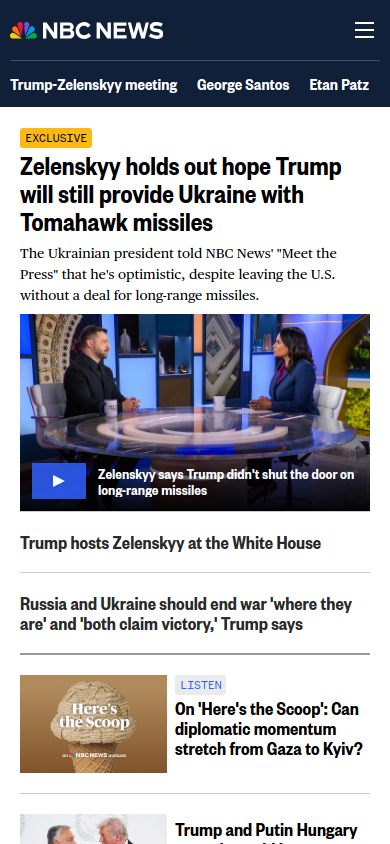 NBC NEWS
Trump-Zelenskyy meeting George Santos Etan Patz
EXCLUSIVE
Zelenskyy holds out hope Trump
will still provide Ukraine with
Tomahawk missiles
The Ukrainian president told NBC News' "Meet the
Press" that he's optimistic, despite leaving the U.S.
without a deal for long-range missiles.
Zelenskyy says Trump didn't shut the door on
long-range missiles
Trump hosts Zelenskyy at the White House
Russia and Ukraine should end war 'where they
are' and 'both claim victory,' Trump says
Here's
the Scoop
an NBC NEWS podcast
LISTEN
On 'Here's the Scoop': Can
diplomatic momentum
stretch from Gaza to Kyiv?
Trump and Putin Hungary